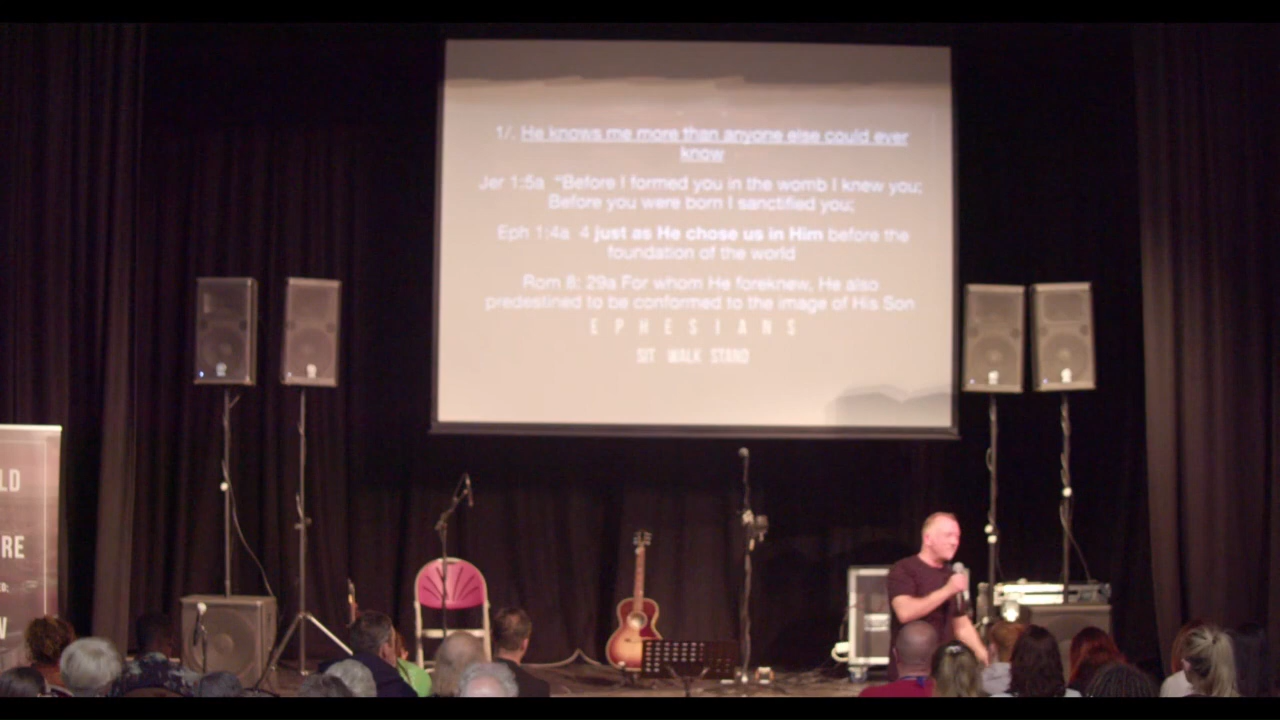 1/. He knows me more than anyone else could ever
know
Jer 1:5a "Before I formed you in the womb I knew you;
Before you were born I sanctified you;
Eph 1:4a 4 just as He chose us in Him before the
foundation of the world
Rom 8: 29a For whom He foreknew, He also
predestined to be conformed to the image of His Son
EPHESIANS
SIT WALK STAND
LD
RE
W